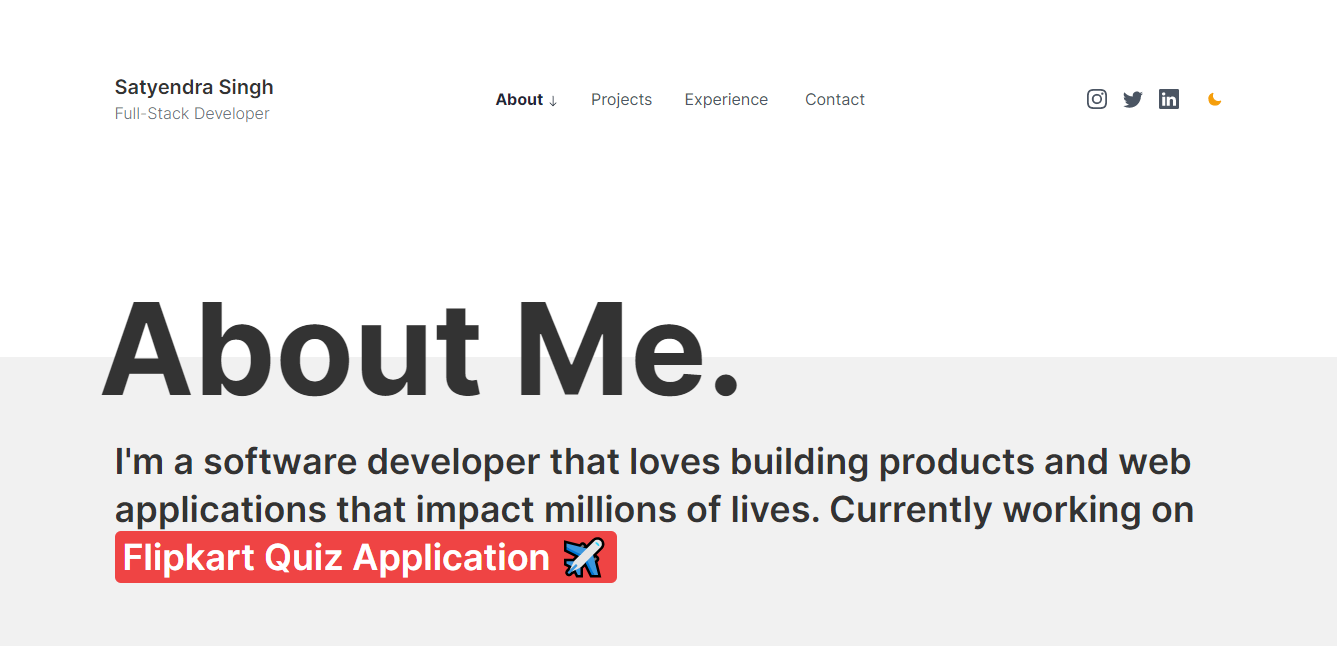 Satyendra Singh
Full-Stack Developer
About ↓
Projects
Experience
Contact
About Me.
I'm a software developer that loves building products and web
applications that impact millions of lives. Currently working on
Flipkart Quiz Application ✈️